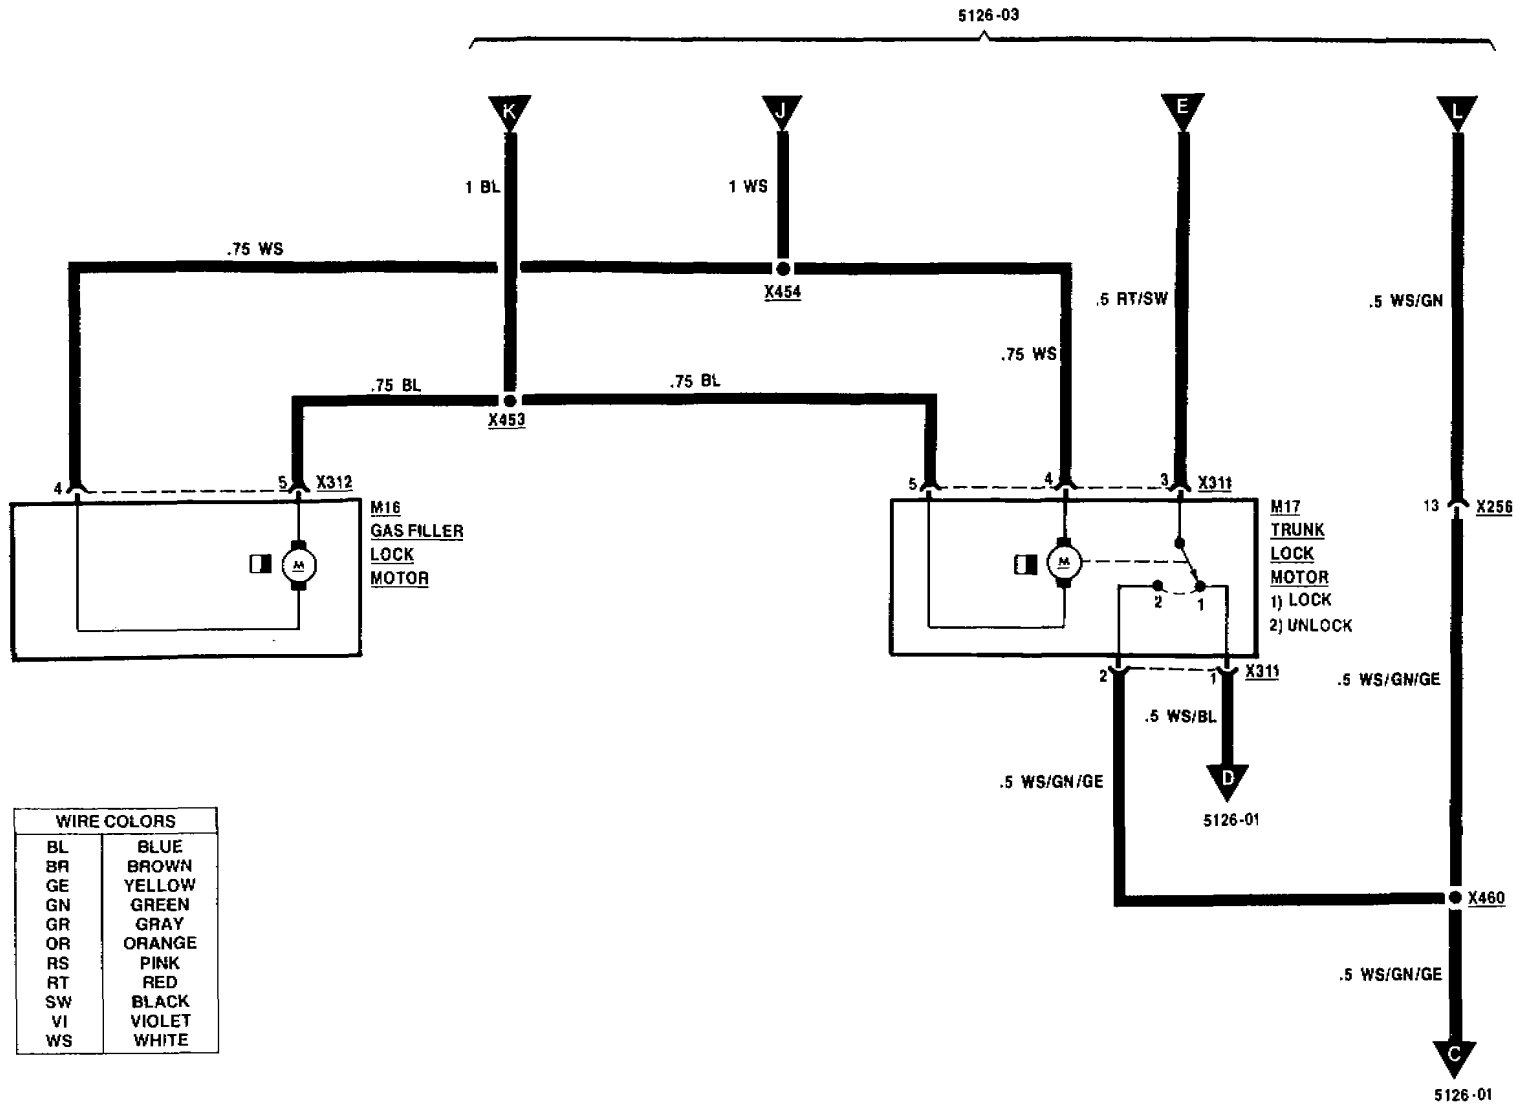 5126-03
K
J
E
L
1 BL
1 WS
.75 WS
X454
.5 RT/SW
.5 WS/GN
.75 WS
.75 BL
.75 BL
X453
4
5
X312
5
4
3
X311
13
X256
M16
GAS FILLER
LOCK
MOTOR
M
M
M17
TRUNK
LOCK
MOTOR
1) LOCK
2) UNLOCK
2
1
2
1
X311
.5 WS/GN/GE
.5 WS/BL
.5 WS/GN/GE
D
5126-01
X460
.5 WS/GN/GE
C
5126-01
WIRE COLORS
BL BLUE
BR BROWN
GE YELLOW
GN GREEN
GR GRAY
OR ORANGE
RS PINK
RT RED
SW BLACK
VI VIOLET
WS WHITE